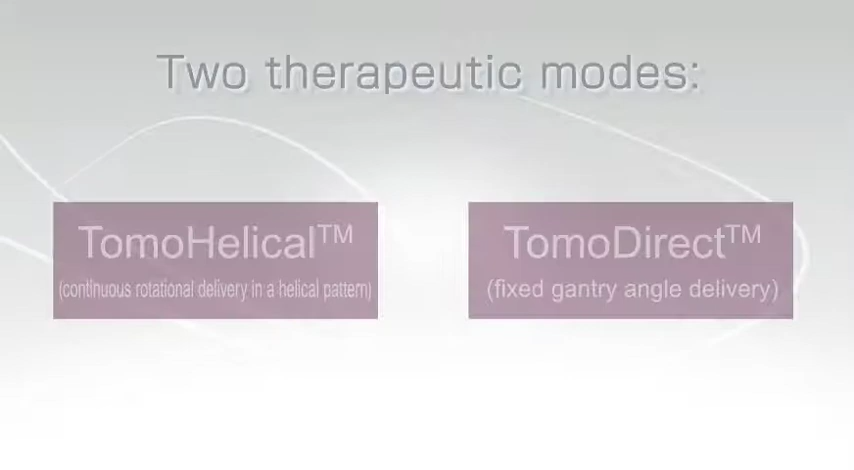 Two therapeutic modes:
TomoHelical™
(continuous rotational delivery in a helical pattern)
TomoDirect™
(fixed gantry angle delivery)